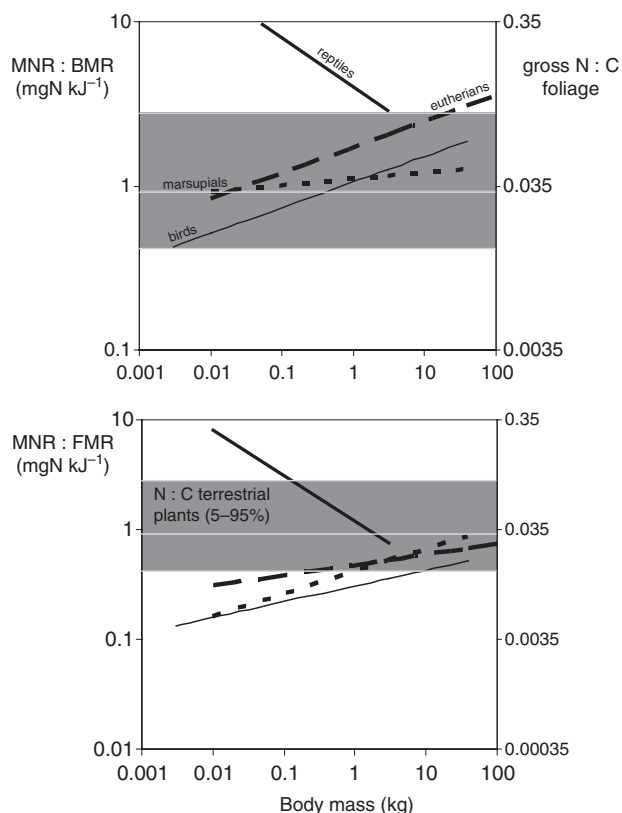 10
0.35
MNR : BMR
(mgN kJ⁻¹)
gross N : C
foliage
reptiles
eutherians
marsupials
1
0.035
birds
0.1
0.0035
0.001
0.01
0.1
1
10
100
10
0.35
MNR : FMR
(mgN kJ⁻¹)
N : C terrestrial
plants (5–95%)
1
0.035
0.1
0.0035
0.01
0.00035
0.001
0.01
0.1
1
10
100
Body mass (kg)